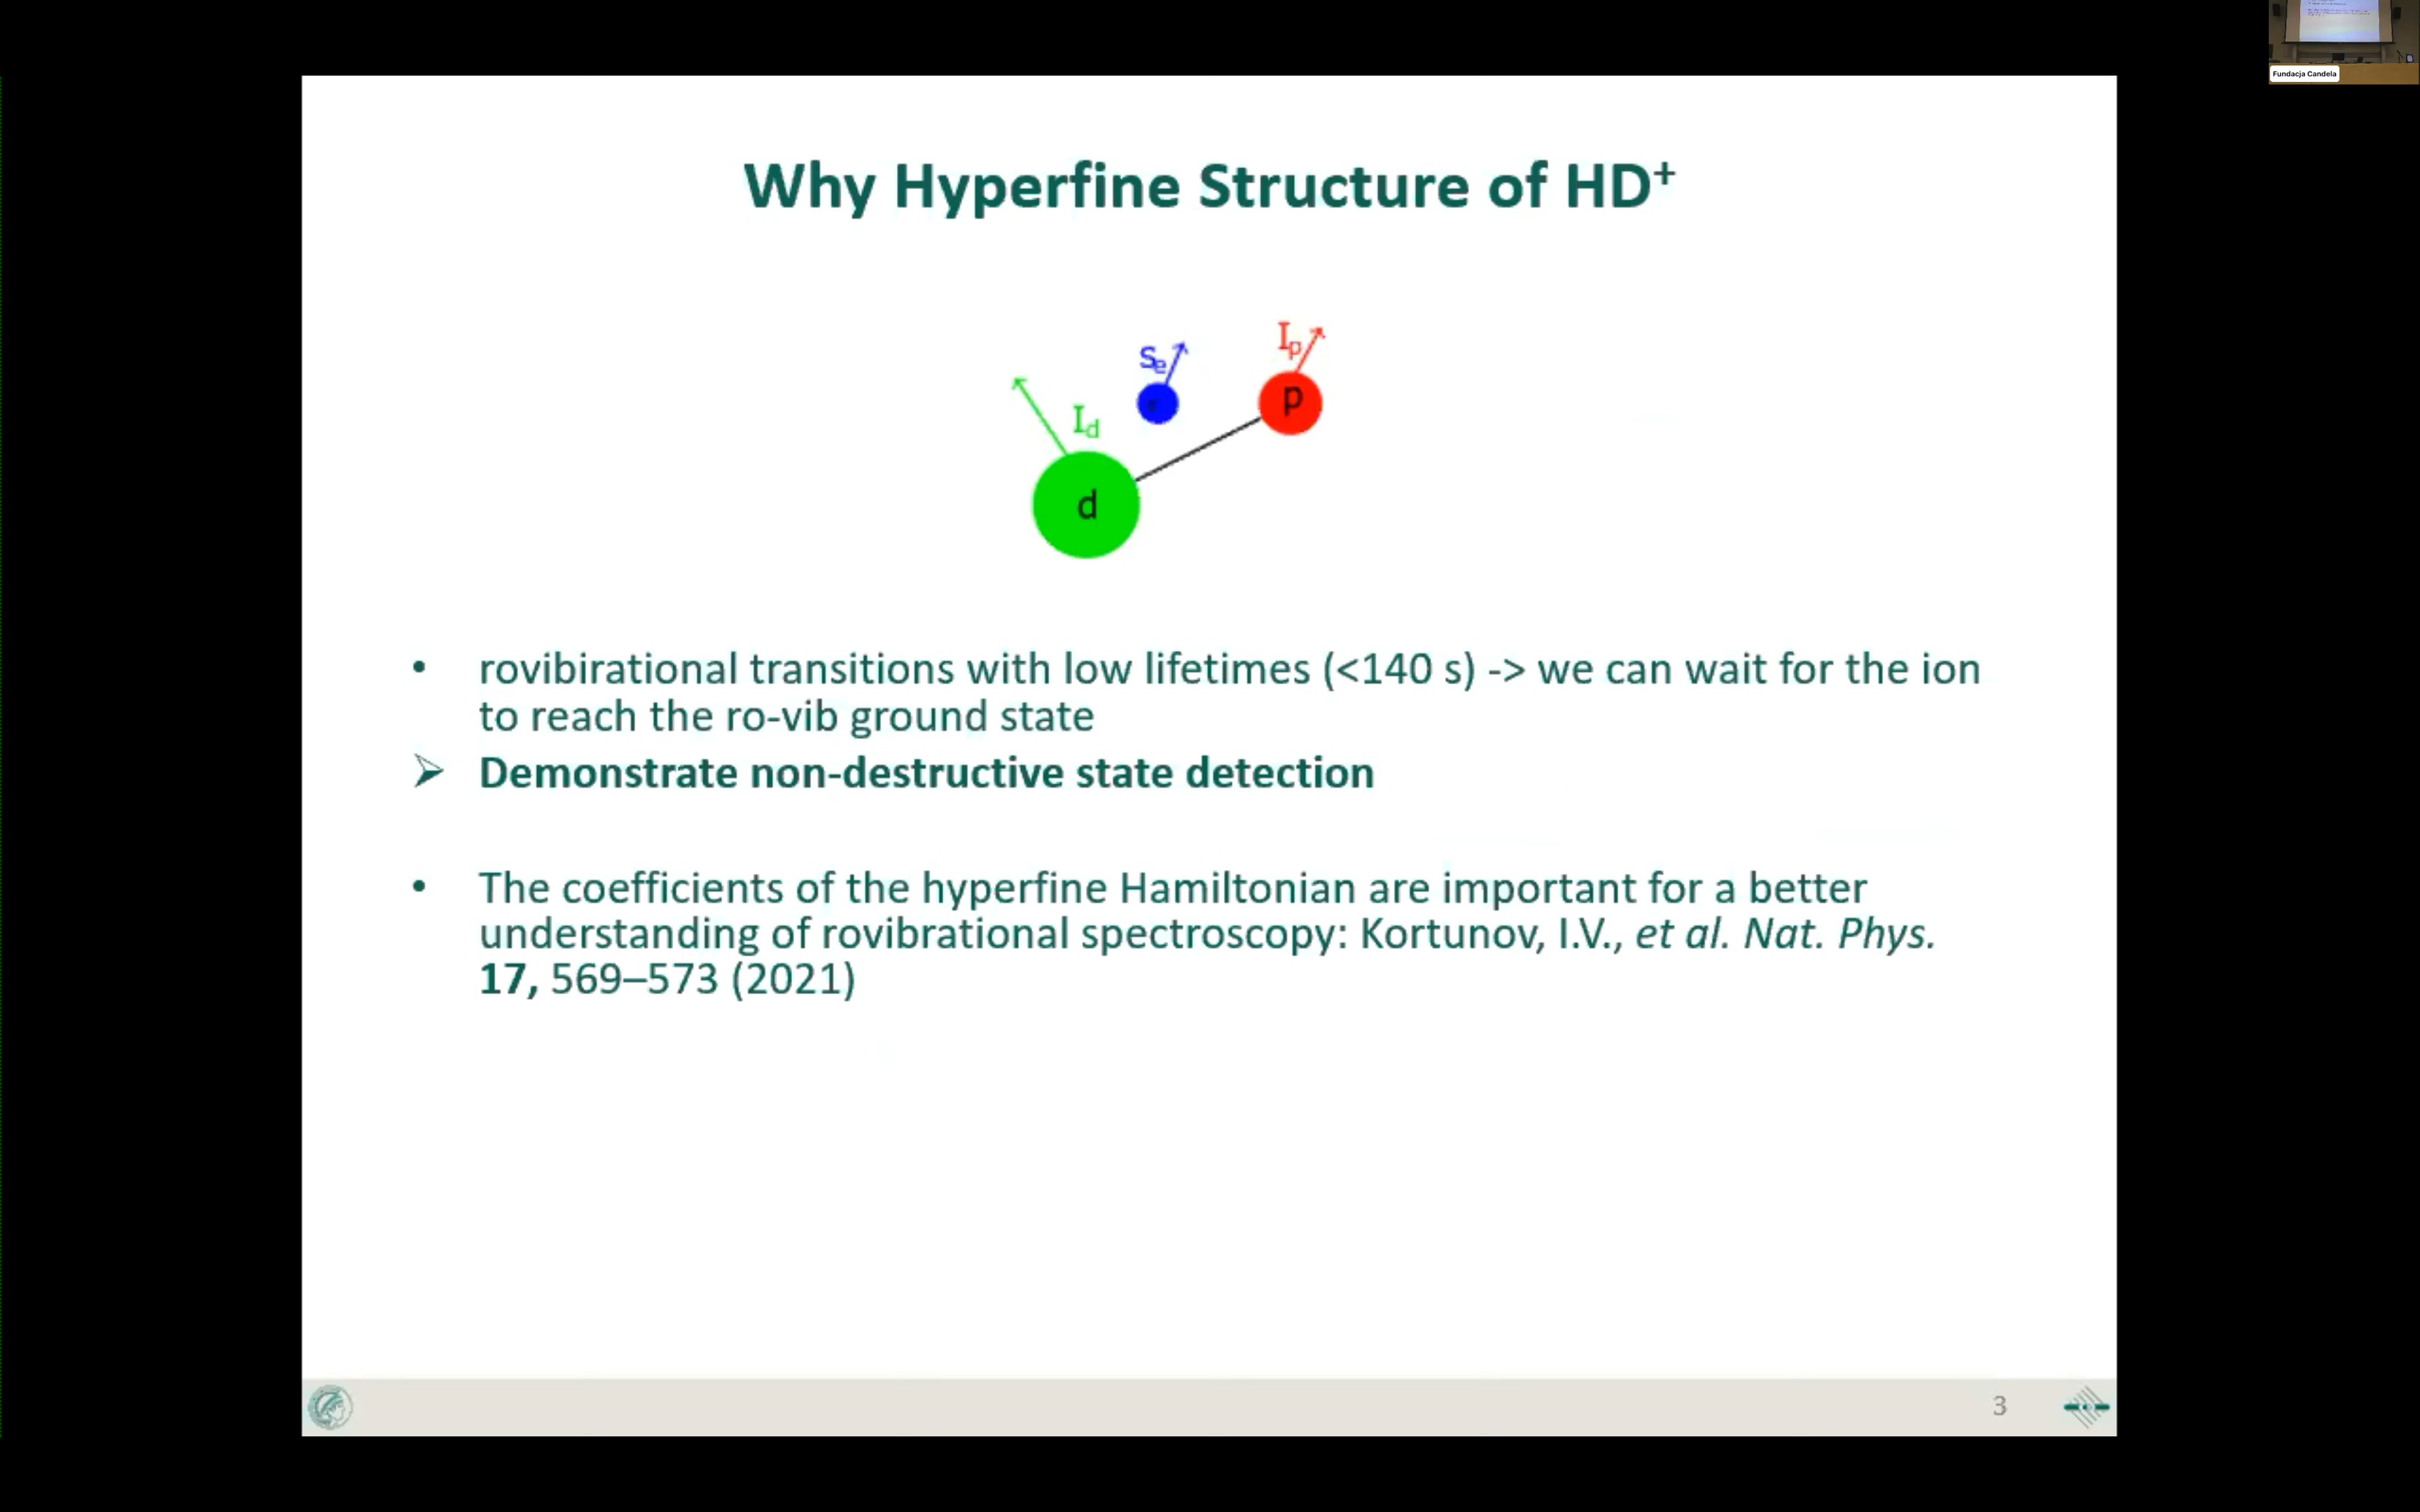 Fundacja Candela
Why Hyperfine Structure of HD⁺
Se
Ip
Id
p
d
• rovibirational transitions with low lifetimes (<140 s) -> we can wait for the ion
to reach the ro-vib ground state
➢ Demonstrate non-destructive state detection
• The coefficients of the hyperfine Hamiltonian are important for a better
understanding of rovibrational spectroscopy: Kortunov, I.V., et al. Nat. Phys.
17, 569–573 (2021)
3